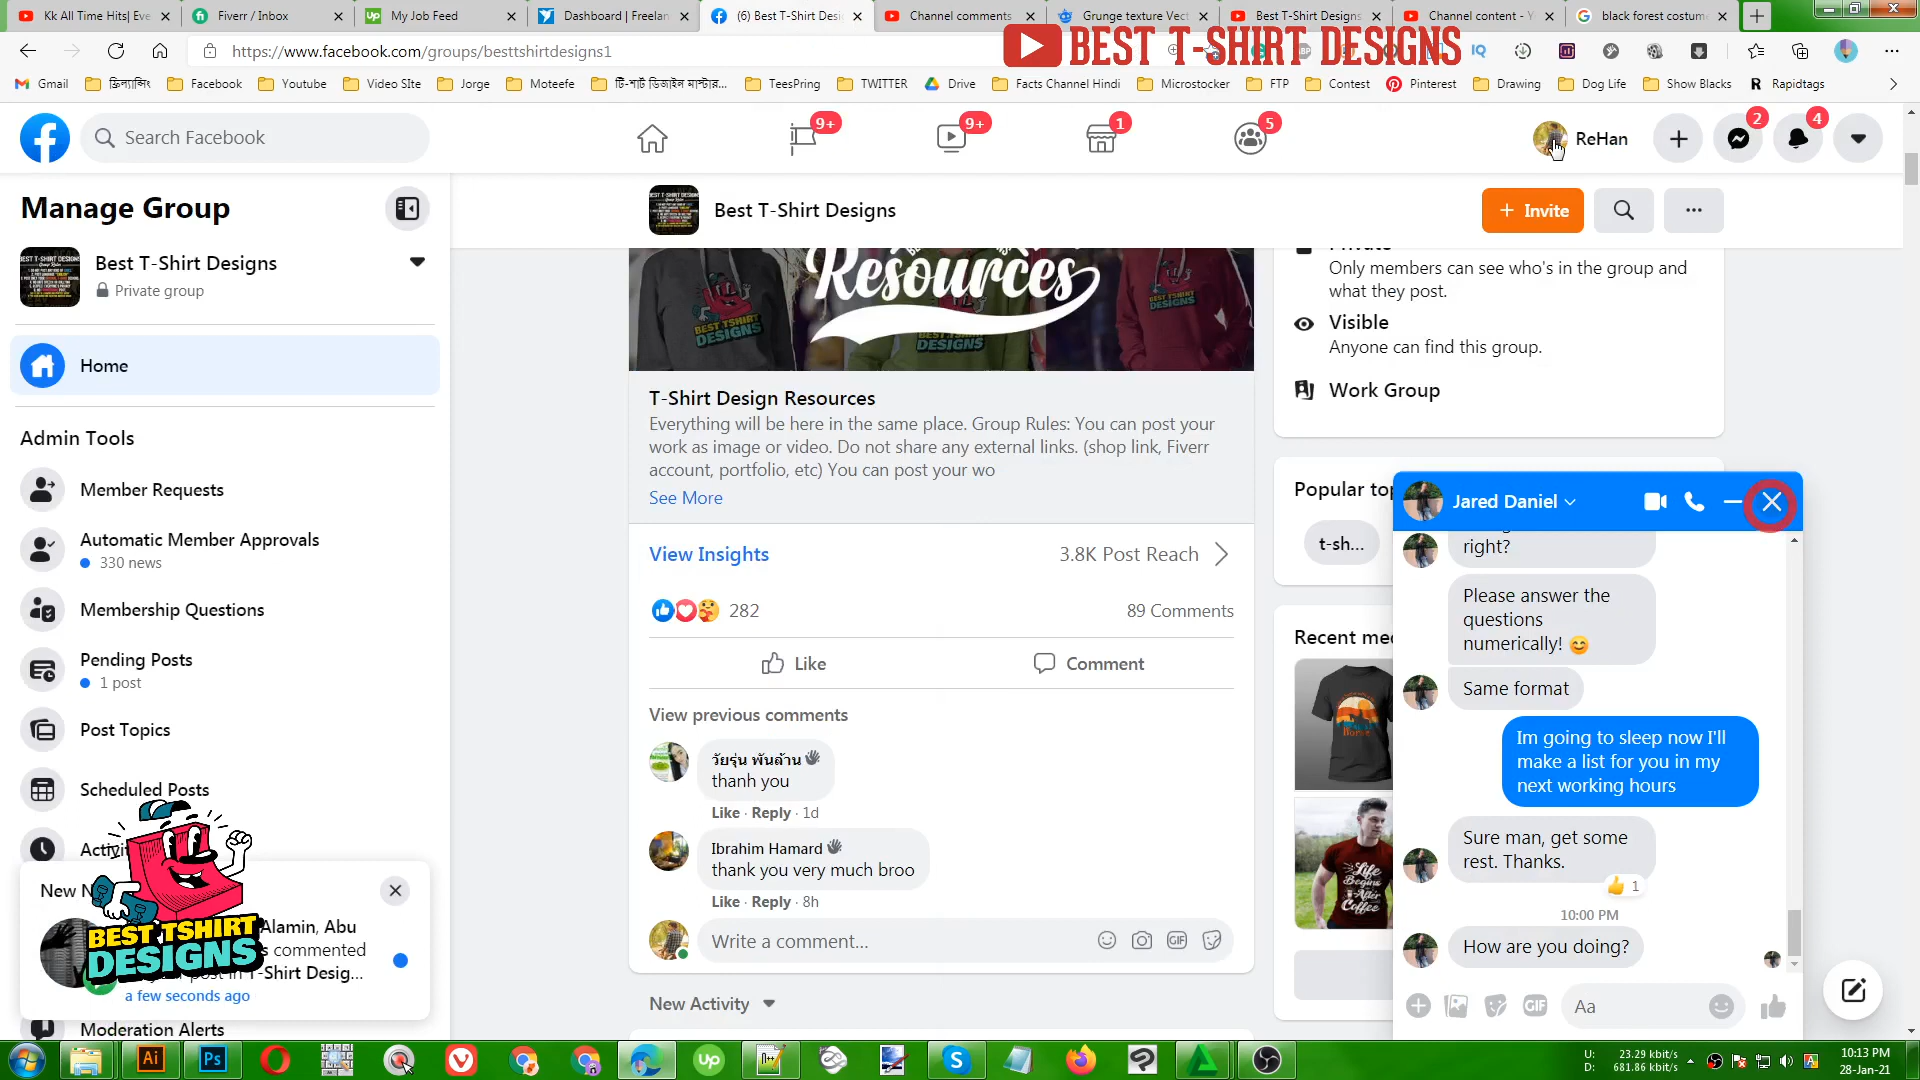 Kk All Time Hits| Eve
Fiverr / Inbox
My Job Feed
Dashboard | Freelan
(6) Best T-Shirt Desi
Channel comments
Grunge texture Vect
Best T-Shirt Designs
Channel content - Y
black forest costum
https://www.facebook.com/groups/besttshirtdesigns1
BEST T-SHIRT DESIGNS
Gmail
ফ্রিল্যান্সিং
Facebook
Youtube
Video SIte
Jorge
Moteefe
টি-শার্ট ডিজাইন মাস্টার...
TeesPring
TWITTER
Drive
Facts Channel Hindi
Microstocker
FTP
Contest
Pinterest
Drawing
Dog Life
Show Blacks
Rapidtags
Search Facebook
9+
9+
1
5
ReHan
2
4
Manage Group
Best T-Shirt Designs
Private group
Home
Admin Tools
Member Requests
Automatic Member Approvals
330 news
Membership Questions
Pending Posts
1 post
Post Topics
Scheduled Posts
Activi
New N
Alamin, Abu
s commented
T-Shirt Desig...
a few seconds ago
BEST TSHIRT
DESIGNS
Moderation Alerts
Best T-Shirt Designs
+ Invite
Resources
BEST TSHIRT
DESIGNS
T-Shirt Design Resources
Everything will be here in the same place. Group Rules: You can post your
work as image or video. Do not share any external links. (shop link, Fiverr
account, portfolio, etc) You can post your wo
See More
View Insights
3.8K Post Reach
282
89 Comments
Like
Comment
View previous comments
วัยรุ่น พันล้าน
thanh you
Like · Reply · 1d
Ibrahim Hamard
thank you very much broo
Like · Reply · 8h
Write a comment...
New Activity
Private
Only members can see who's in the group and
what they post.
Visible
Anyone can find this group.
Work Group
Popular top
t-sh...
Recent med
Life
Begins
After
Coffee
Jared Daniel
right?
Please answer the
questions
numerically! 😊
Same format
Im going to sleep now I'll
make a list for you in my
next working hours
Sure man, get some
rest. Thanks.
👍 1
10:00 PM
How are you doing?
Aa
U: 23.29 kbit/s
D: 681.86 kbit/s
10:13 PM
28-Jan-21